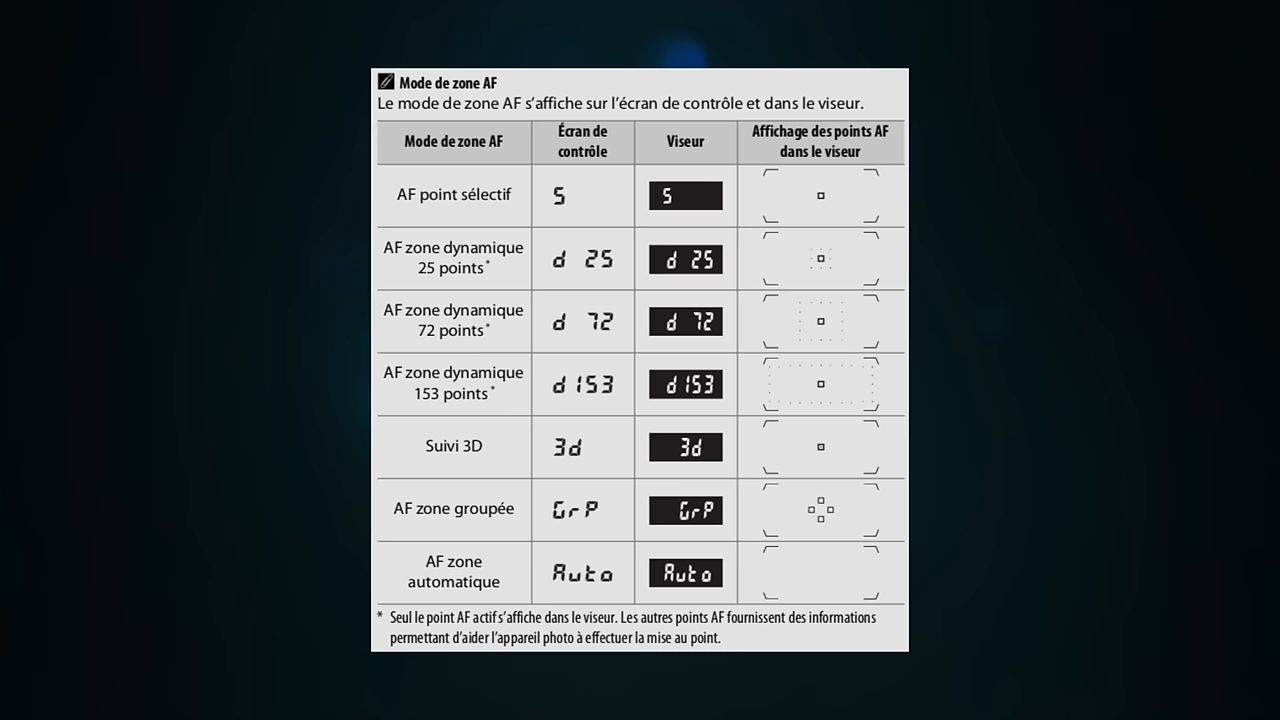 Mode de zone AF
Le mode de zone AF s’affiche sur l’écran de contrôle et dans le viseur.
Mode de zone AF
Écran de
contrôle
Viseur
Affichage des points AF
dans le viseur
AF point sélectif
S
S
AF zone dynamique
25 points*
d 25
d 25
AF zone dynamique
72 points*
d 72
d 72
AF zone dynamique
153 points*
d153
d153
Suivi 3D
3d
3d
AF zone groupée
GrP
GrP
AF zone
automatique
Auto
Auto
* Seul le point AF actif s’affiche dans le viseur. Les autres points AF fournissent des informations
permettant d’aider l’appareil photo à effectuer la mise au point.